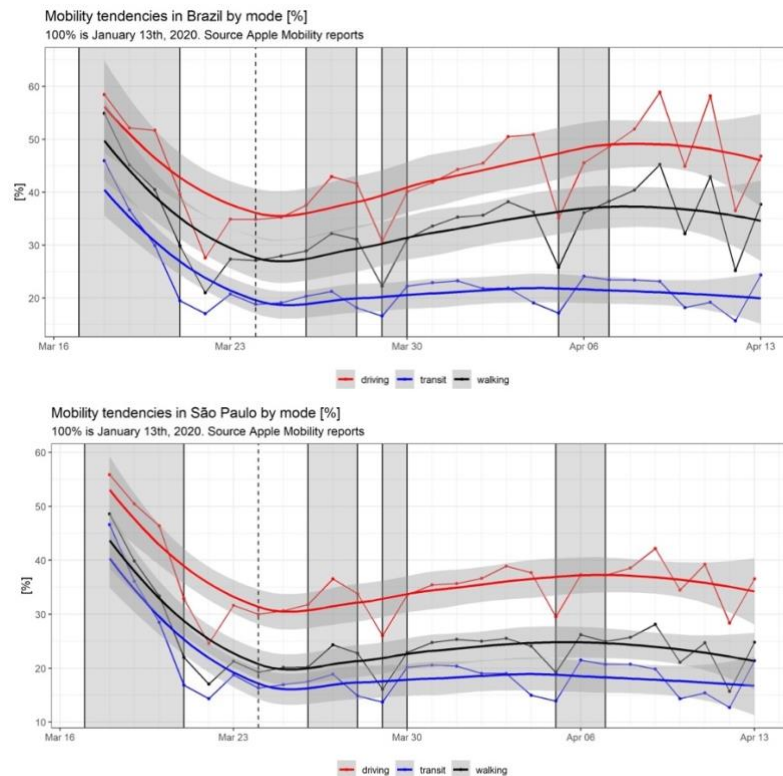 Mobility tendencies in Brazil by mode [%]
100% is January 13th, 2020. Source Apple Mobility reports
60
50
40
30
20
[%]
Mar 16 Mar 23 Mar 30 Apr 06 Apr 13
driving transit walking
Mobility tendencies in São Paulo by mode [%]
100% is January 13th, 2020. Source Apple Mobility reports
60
50
40
30
20
10
[%]
Mar 16 Mar 23 Mar 30 Apr 06 Apr 13
driving transit walking